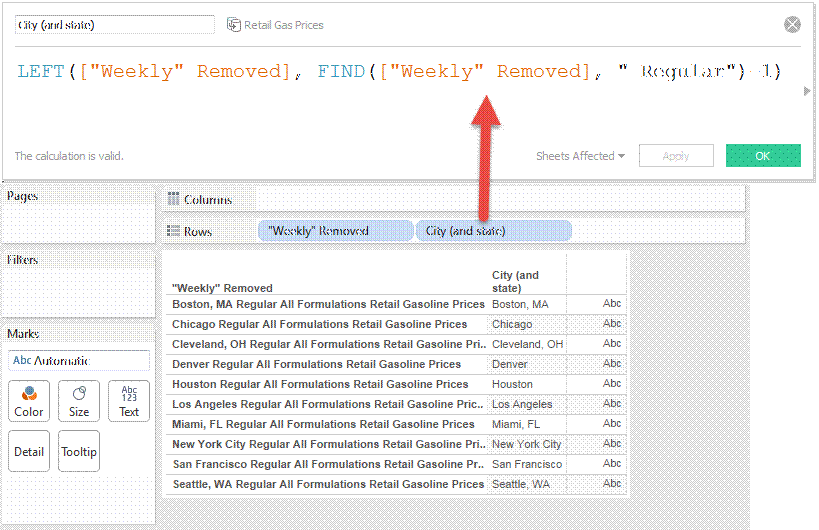 City (and state) Retail Gas Prices
LEFT(["Weekly" Removed], FIND(["Weekly" Removed], " Regular")-1)
The calculation is valid. Sheets Affected Apply OK
Pages
Columns
Rows "Weekly" Removed City (and state)
Filters
Marks
Abc Automatic
Color Size Abc 123 Text
Detail Tooltip
"Weekly" Removed City (and state)
Boston, MA Regular All Formulations Retail Gasoline Prices Boston, MA Abc
Chicago Regular All Formulations Retail Gasoline Prices Chicago Abc
Cleveland, OH Regular All Formulations Retail Gasoline Pri.. Cleveland, OH Abc
Denver Regular All Formulations Retail Gasoline Prices Denver Abc
Houston Regular All Formulations Retail Gasoline Prices Houston Abc
Los Angeles Regular All Formulations Retail Gasoline Pric.. Los Angeles Abc
Miami, FL Regular All Formulations Retail Gasoline Prices Miami, FL Abc
New York City Regular All Formulations Retail Gasoline Pri.. New York City Abc
San Francisco Regular All Formulations Retail Gasoline Pr.. San Francisco Abc
Seattle, WA Regular All Formulations Retail Gasoline Prices Seattle, WA Abc